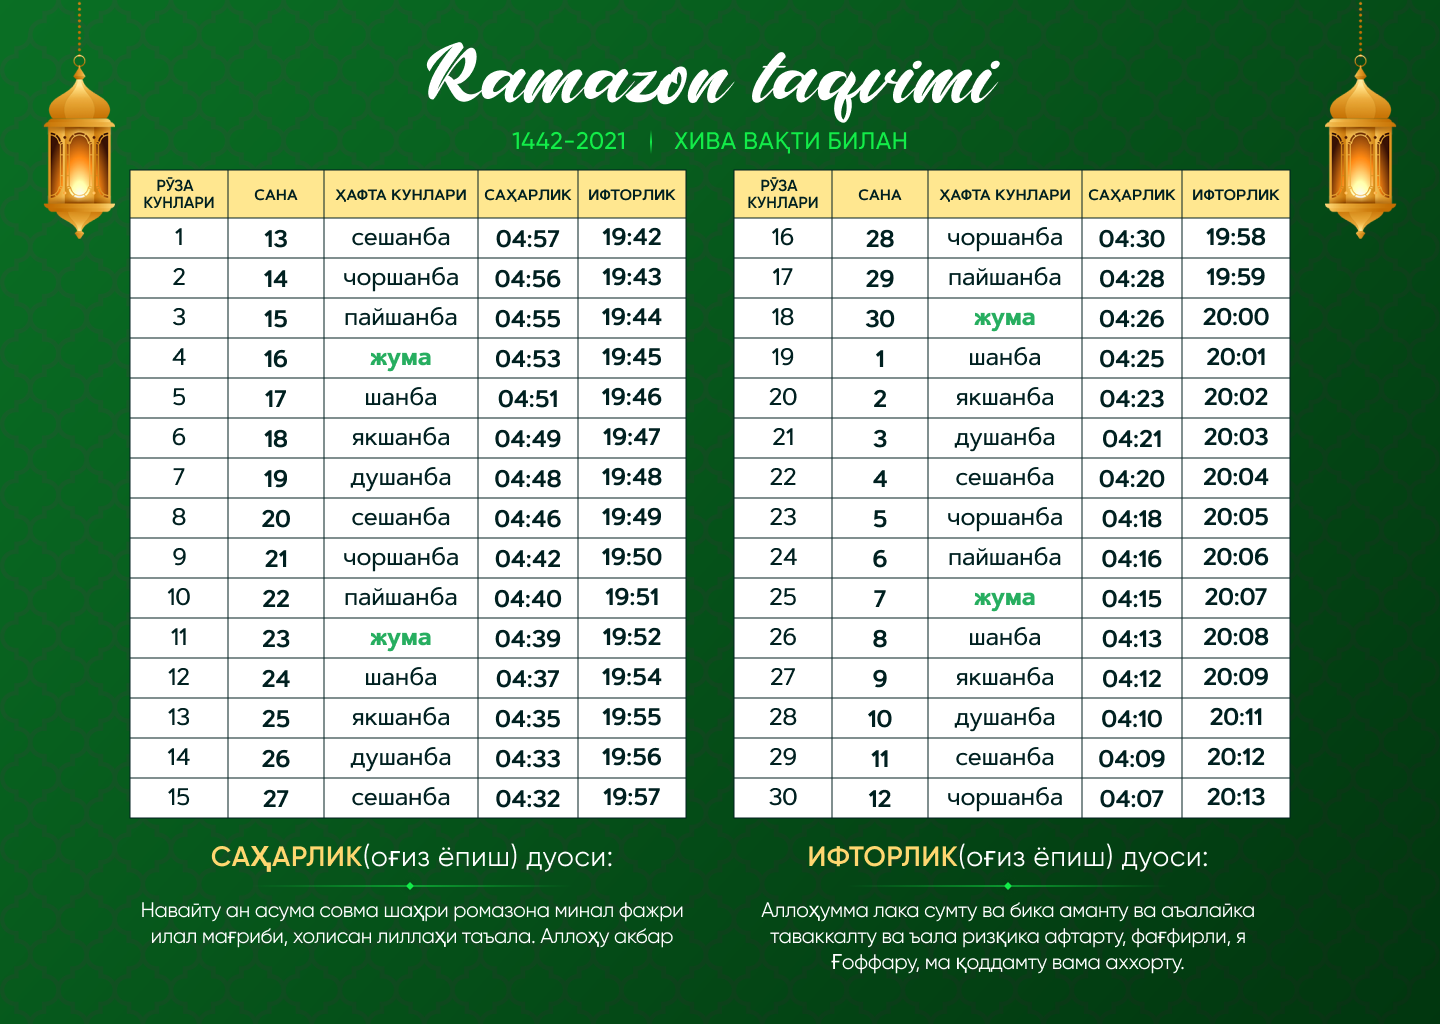 Ramazon taqvimi
1442-2021 | ХИВА ВАҚТИ БИЛАН
РЎЗА КУНЛАРИ САНА ҲАФТА КУНЛАРИ САҲАРЛИК ИФТОРЛИК
1 13 сешанба 04:57 19:42
2 14 чоршанба 04:56 19:43
3 15 пайшанба 04:55 19:44
4 16 жума 04:53 19:45
5 17 шанба 04:51 19:46
6 18 якшанба 04:49 19:47
7 19 душанба 04:48 19:48
8 20 сешанба 04:46 19:49
9 21 чоршанба 04:42 19:50
10 22 пайшанба 04:40 19:51
11 23 жума 04:39 19:52
12 24 шанба 04:37 19:54
13 25 якшанба 04:35 19:55
14 26 душанба 04:33 19:56
15 27 сешанба 04:32 19:57
РЎЗА КУНЛАРИ САНА ҲАФТА КУНЛАРИ САҲАРЛИК ИФТОРЛИК
16 28 чоршанба 04:30 19:58
17 29 пайшанба 04:28 19:59
18 30 жума 04:26 20:00
19 1 шанба 04:25 20:01
20 2 якшанба 04:23 20:02
21 3 душанба 04:21 20:03
22 4 сешанба 04:20 20:04
23 5 чоршанба 04:18 20:05
24 6 пайшанба 04:16 20:06
25 7 жума 04:15 20:07
26 8 шанба 04:13 20:08
27 9 якшанба 04:12 20:09
28 10 душанба 04:10 20:11
29 11 сешанба 04:09 20:12
30 12 чоршанба 04:07 20:13
САҲАРЛИК(оғиз ёпиш) дуоси:
Навайту ан асума совма шаҳри ромазона минал фажри
илал мағриби, холисан лиллаҳи таъала. Аллоҳу акбар
ИФТОРЛИК(оғиз ёпиш) дуоси:
Аллоҳумма лака сумту ва бика аманту ва аъалайка
таваккалту ва ъала ризқика афтарту, фағфирли, я
Ғоффару, ма қоддамту вама аххорту.